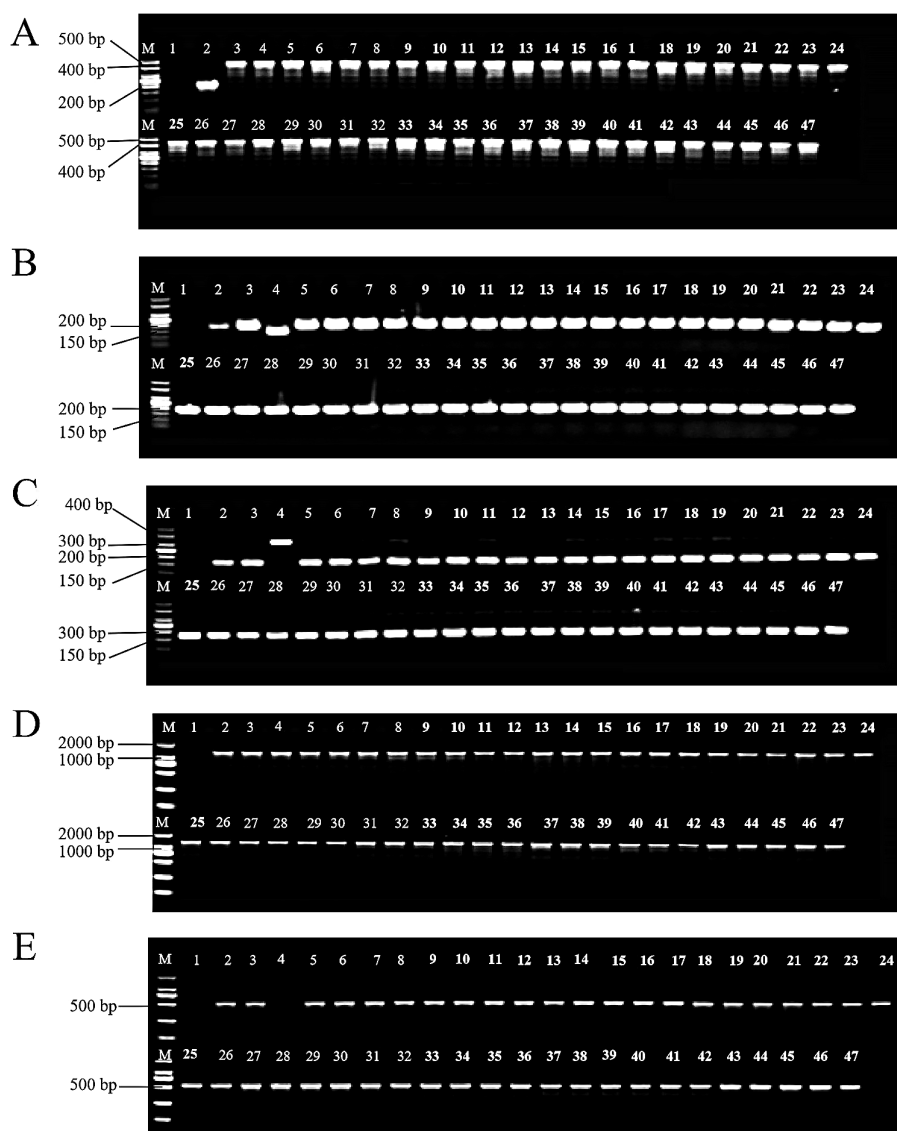 A
500 bp
400 bp
200 bp
M 1 2 3 4 5 6 7 8 9 10 11 12 13 14 15 16 1 18 19 20 21 22 23 24
500 bp
400 bp
M 25 26 27 28 29 30 31 32 33 34 35 36 37 38 39 40 41 42 43 44 45 46 47
B
200 bp
150 bp
M 1 2 3 4 5 6 7 8 9 10 11 12 13 14 15 16 17 18 19 20 21 22 23 24
200 bp
150 bp
M 25 26 27 28 29 30 31 32 33 34 35 36 37 38 39 40 41 42 43 44 45 46 47
C
400 bp
300 bp
200 bp
150 bp
M 1 2 3 4 5 6 7 8 9 10 11 12 13 14 15 16 17 18 19 20 21 22 23 24
300 bp
150 bp
M 25 26 27 28 29 30 31 32 33 34 35 36 37 38 39 40 41 42 43 44 45 46 47
D
2000 bp
1000 bp
M 1 2 3 4 5 6 7 8 9 10 11 12 13 14 15 16 17 18 19 20 21 22 23 24
2000 bp
1000 bp
M 25 26 27 28 29 30 31 32 33 34 35 36 37 38 39 40 41 42 43 44 45 46 47
E
500 bp
M 1 2 3 4 5 6 7 8 9 10 11 12 13 14 15 16 17 18 19 20 21 22 23 24
500 bp
M 25 26 27 28 29 30 31 32 33 34 35 36 37 38 39 40 41 42 43 44 45 46 47